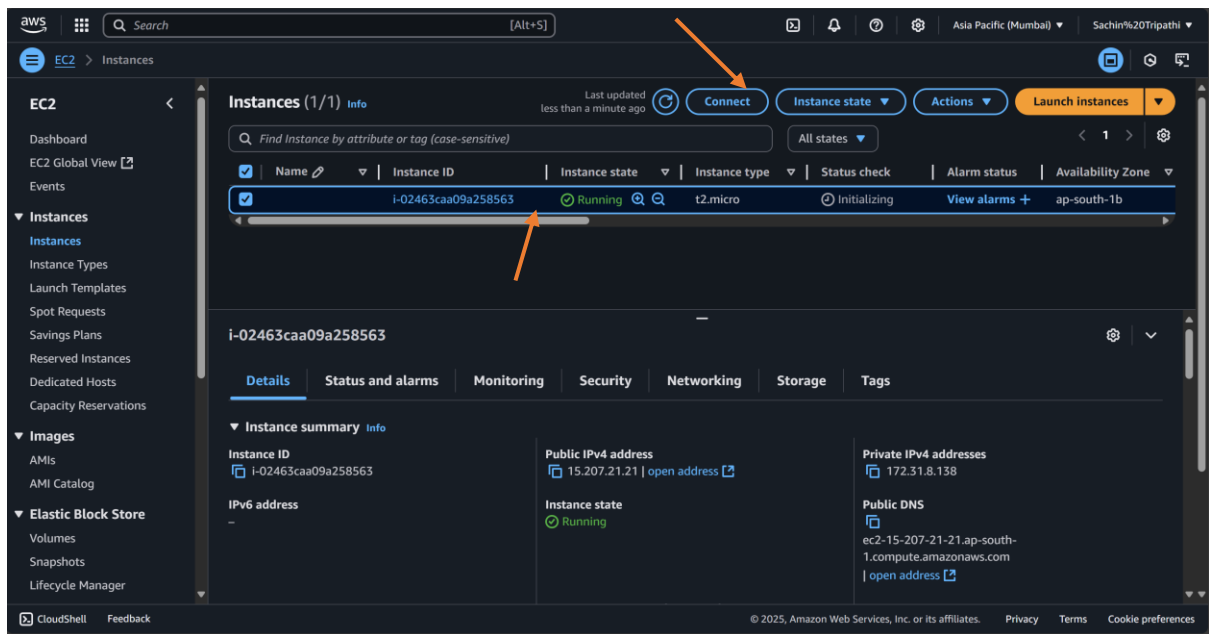 aws
Search [Alt+S] Asia Pacific (Mumbai) Sachin%20Tripathi
EC2 > Instances
EC2
Dashboard
EC2 Global View
Events
Instances
Instances
Instance Types
Launch Templates
Spot Requests
Savings Plans
Reserved Instances
Dedicated Hosts
Capacity Reservations
Images
AMIs
AMI Catalog
Elastic Block Store
Volumes
Snapshots
Lifecycle Manager
Instances (1/1) Info
Last updated
less than a minute ago
Connect
Instance state
Actions
Launch instances
Find Instance by attribute or tag (case-sensitive)
All states
1
Name Instance ID Instance state Instance type Status check Alarm status Availability Zone
i-02463caa09a258563 Running t2.micro Initializing View alarms + ap-south-1b
i-02463caa09a258563
Details Status and alarms Monitoring Security Networking Storage Tags
Instance summary Info
Instance ID
i-02463caa09a258563
Public IPv4 address
15.207.21.21 | open address
Private IPv4 addresses
172.31.8.138
IPv6 address
–
Instance state
Running
Public DNS
ec2-15-207-21-21.ap-south-
1.compute.amazonaws.com
| open address
CloudShell Feedback © 2025, Amazon Web Services, Inc. or its affiliates. Privacy Terms Cookie preferences